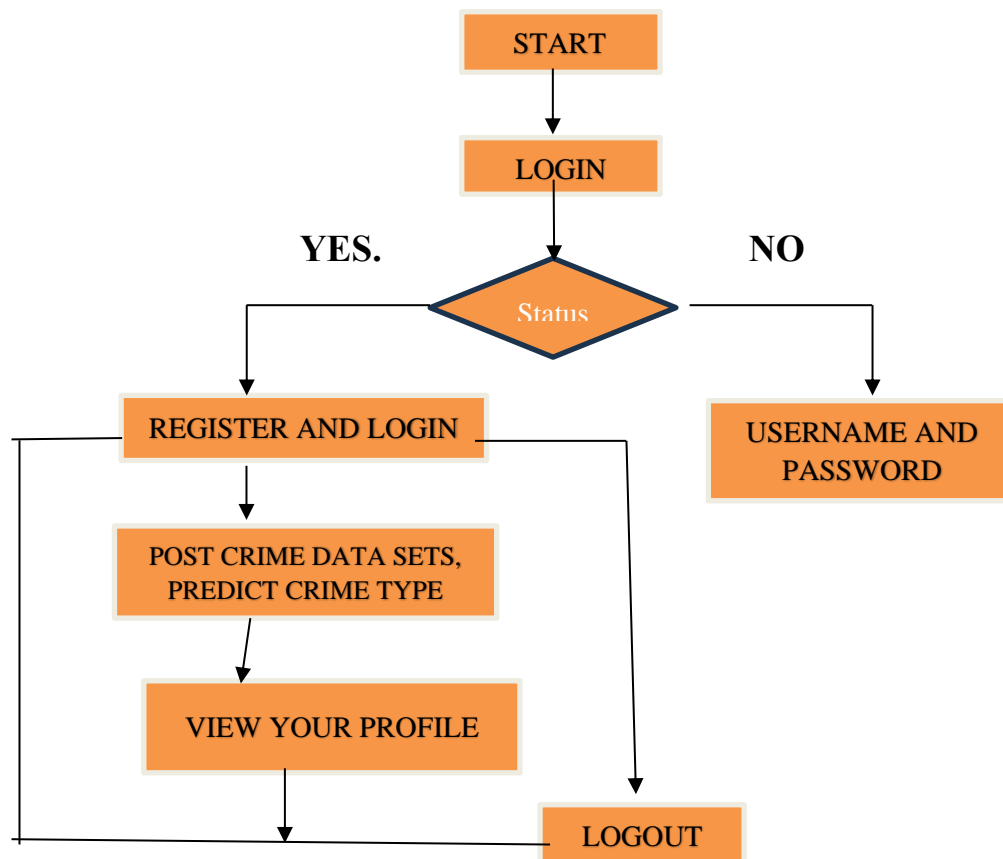 START
LOGIN
YES.
NO
Status
REGISTER AND LOGIN
USERNAME AND
PASSWORD
POST CRIME DATA SETS,
PREDICT CRIME TYPE
VIEW YOUR PROFILE
LOGOUT